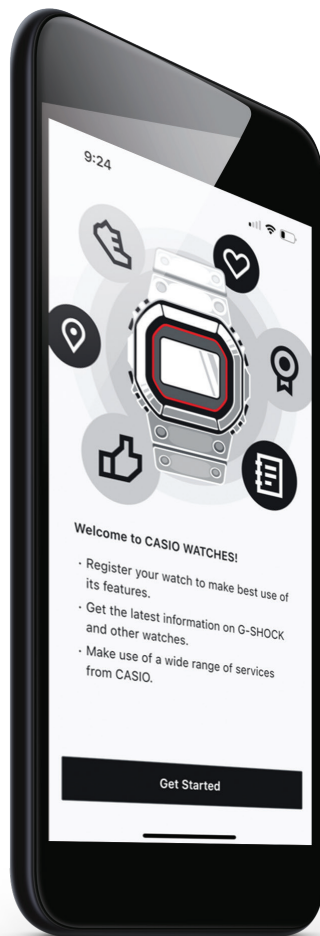 9:24
Welcome to CASIO WATCHES!
· Register your watch to make best use of
its features.
· Get the latest information on G-SHOCK
and other watches.
· Make use of a wide range of services
from CASIO.
Get Started